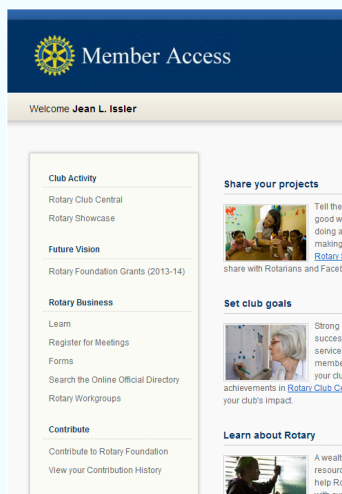 Member Access
Welcome Jean L. Issler
Club Activity
Rotary Club Central
Rotary Showcase
Future Vision
Rotary Foundation Grants (2013-14)
Rotary Business
Learn
Register for Meetings
Forms
Search the Online Official Directory
Rotary Workgroups
Contribute
Contribute to Rotary Foundation
View your Contribution History
Share your projects
Tell the
good w
doing a
making
Rotary
share with Rotarians and Faceb
Set club goals
Strong
succes
service
membe
your clu
achievements in Rotary Club Ce
your club's impact.
Learn about Rotary
A wealt
resourc
help Ro